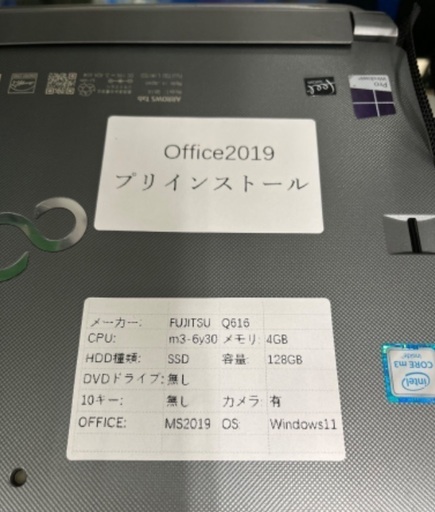 ARROWS Tab
feel
Pro
Office2019
プリインストール
メーカー: FUJITSU Q616
CPU: m3-6y30 メモリ: 4GB
HDD種類: SSD 容量: 128GB
DVDドライブ: 無し
10キー: 無し カメラ: 有
OFFICE: MS2019 OS: Windows11
intel
inside
CORE m3